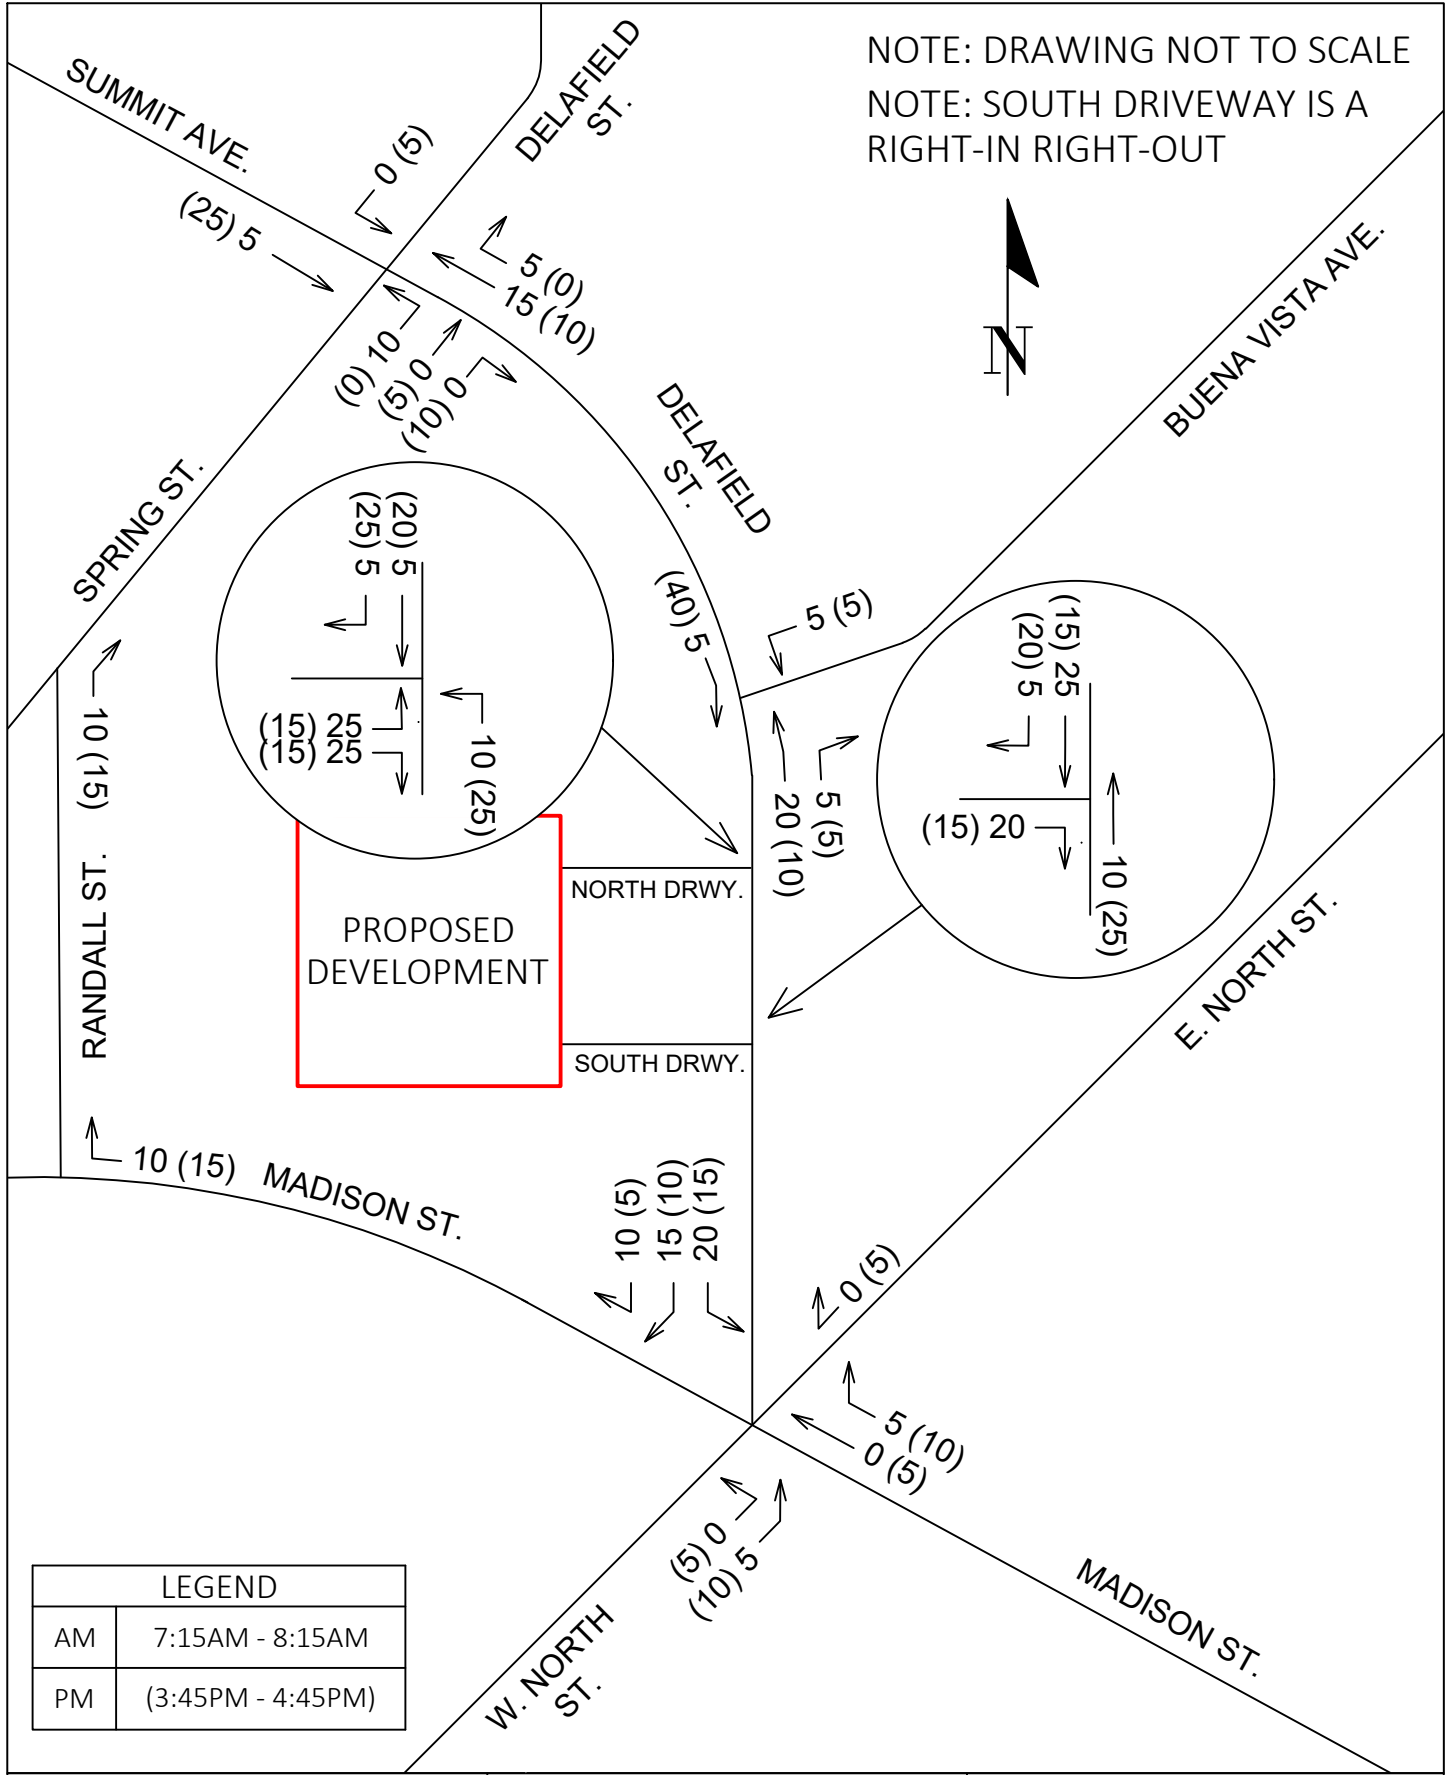 NOTE: DRAWING NOT TO SCALE
NOTE: SOUTH DRIVEWAY IS A
RIGHT-IN RIGHT-OUT
SUMMIT AVE.
DELAFIELD
ST.
0 (5)
(25) 5
5 (0)
15 (10)
(0) 10
(5) 0
(10) 0
N
BUENA VISTA AVE.
DELAFIELD
ST.
SPRING ST.
(20) 5
(25) 5
(15) 25
(15) 25
10 (25)
(40) 5
5 (5)
(15) 25
(20) 5
(15) 20
10 (25)
5 (5)
20 (10)
10 (15)
RANDALL ST.
NORTH DRWY.
PROPOSED
DEVELOPMENT
SOUTH DRWY.
E. NORTH ST.
10 (15)
MADISON ST.
10 (5)
15 (10)
20 (15)
0 (5)
5 (10)
0 (5)
(5) 0
(10) 5
W. NORTH
ST.
MADISON ST.
LEGEND
AM 7:15AM - 8:15AM
PM (3:45PM - 4:45PM)